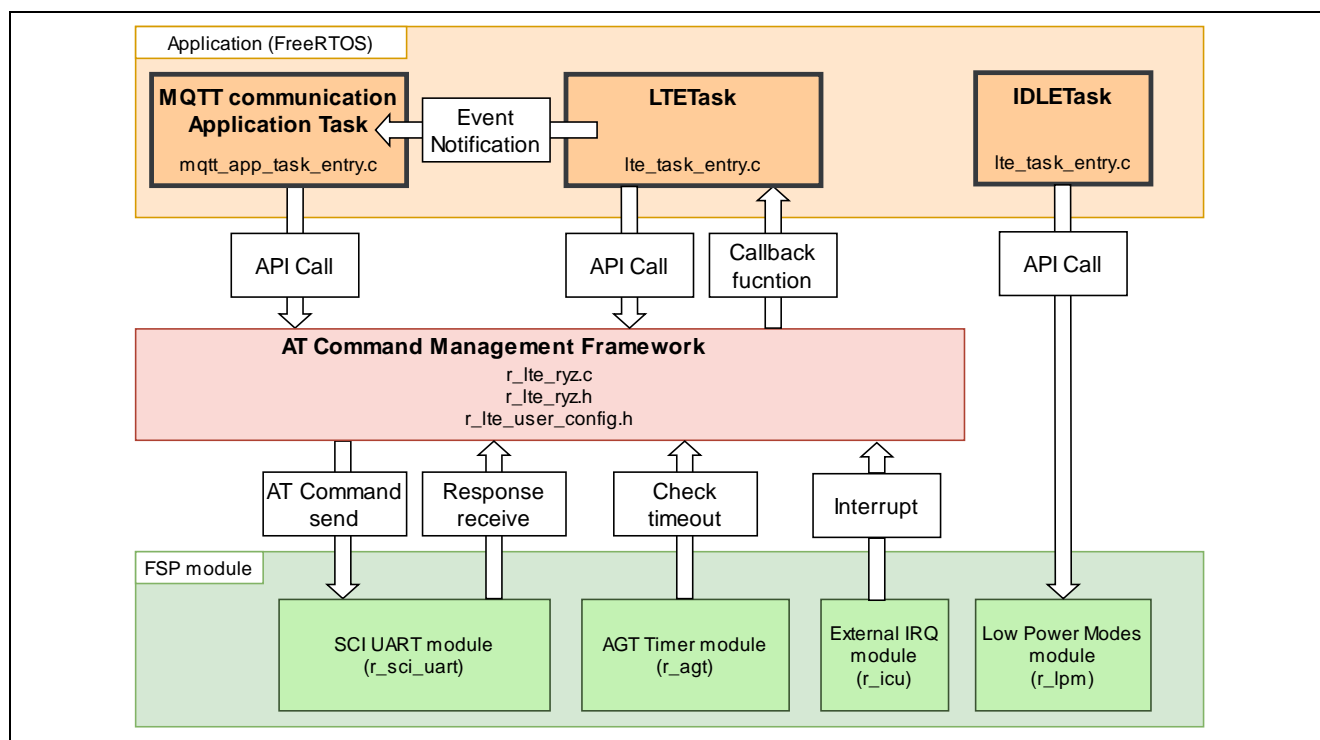 Application (FreeRTOS)
MQTT communication
Application Task
mqtt_app_task_entry.c
Event
Notification
LTETask
lte_task_entry.c
IDLETask
lte_task_entry.c
API Call
API Call
Callback
fucntion
API Call
AT Command Management Framework
r_lte_ryz.c
r_lte_ryz.h
r_lte_user_config.h
AT Command
send
Response
receive
Check
timeout
Interrupt
FSP module
SCI UART module
(r_sci_uart)
AGT Timer module
(r_agt)
External IRQ
module
(r_icu)
Low Power Modes
module
(r_lpm)